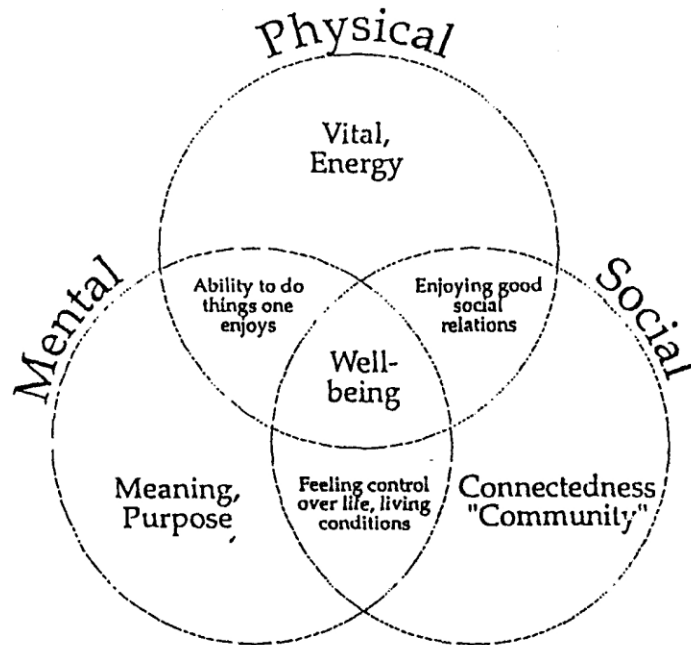 Physical
Vital,
Energy
Mental
Social
Ability to do
things one
enjoys
Enjoying good
social
relations
Well-
being
Meaning,
Purpose
Feeling control
over life, living
conditions
Connectedness
"Community"